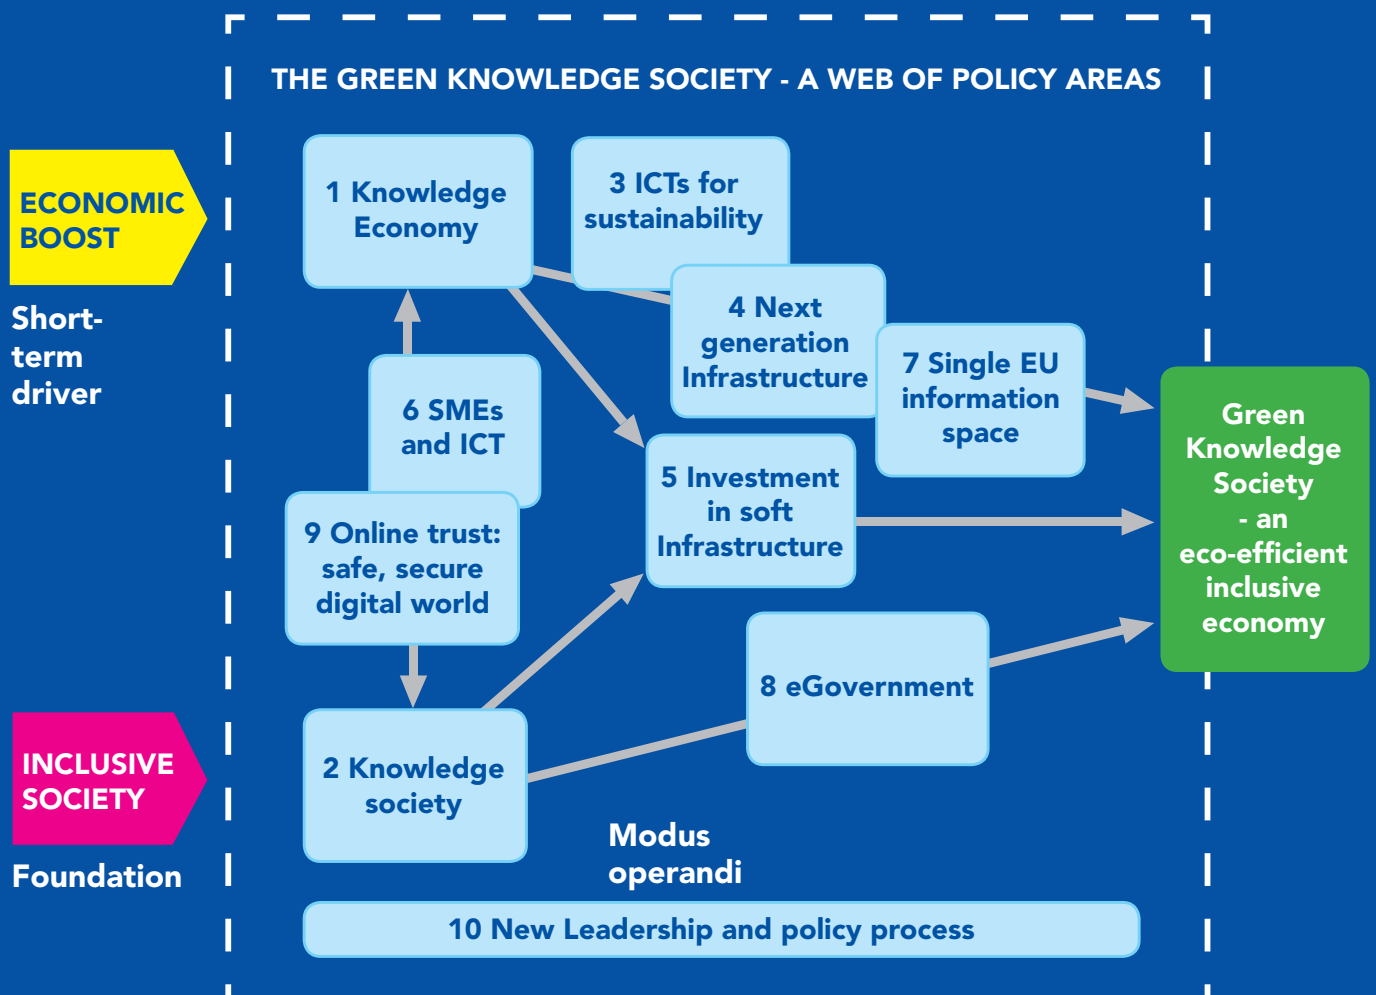 THE GREEN KNOWLEDGE SOCIETY - A WEB OF POLICY AREAS
ECONOMIC
BOOST
Short-
term
driver
1 Knowledge
Economy
3 ICTs for
sustainability
4 Next
generation
Infrastructure
7 Single EU
information
space
6 SMEs
and ICT
5 Investment
in soft
Infrastructure
9 Online trust:
safe, secure
digital world
Green
Knowledge
Society
- an
eco-efficient
inclusive
economy
8 eGovernment
INCLUSIVE
SOCIETY
Foundation
2 Knowledge
society
Modus
operandi
10 New Leadership and policy process